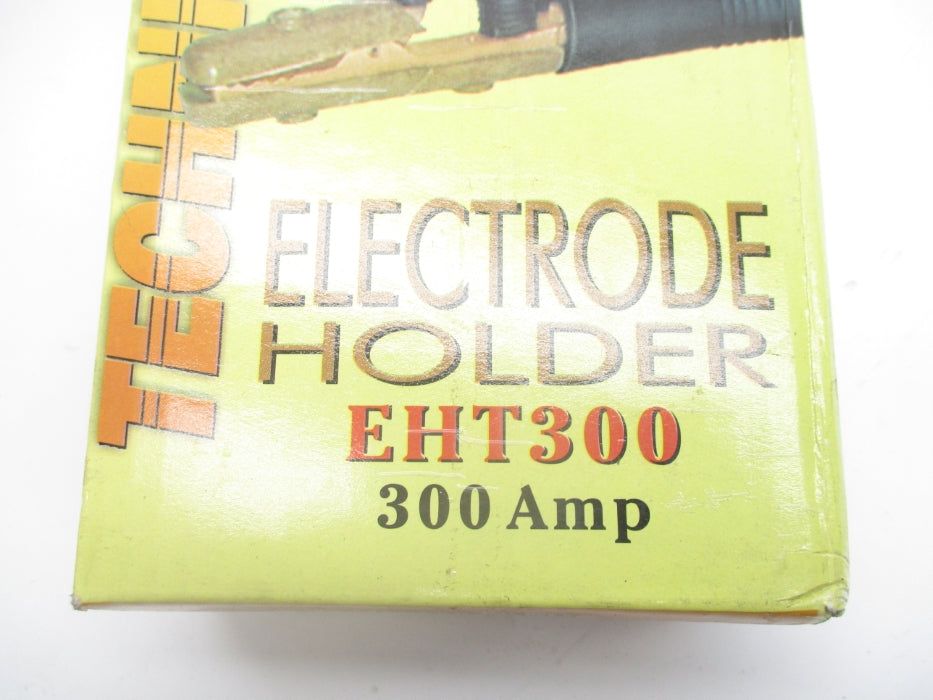 ELECTRODE
HOLDER
EHT300
300 Amp